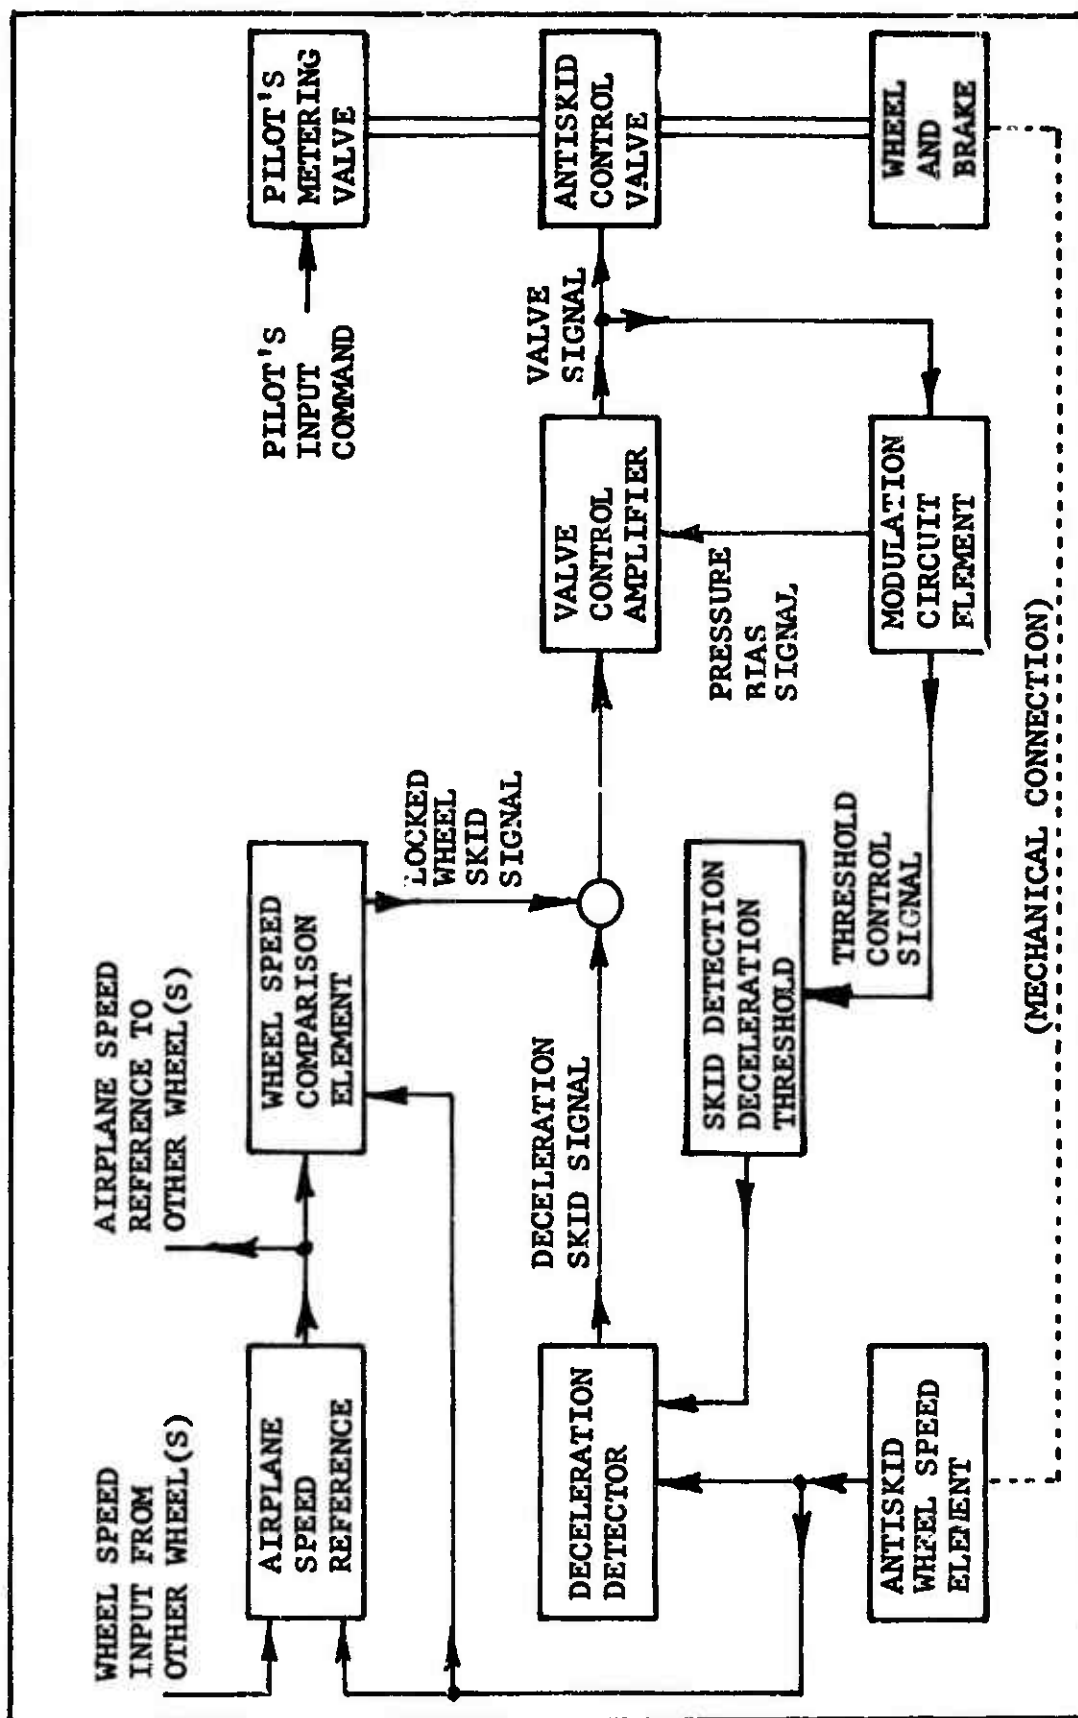 WHEEL SPEED
INPUT FROM
OTHER WHEEL(S)
AIRPLANE SPEED
REFERENCE TO
OTHER WHEEL(S)
AIRPLANE
SPEED
REFERENCE
WHEEL SPEED
COMPARISON
ELEMENT
PILOT'S
INPUT
COMMAND
PILOT'S
METERING
VALVE
LOCKED
WHEEL
SKID
SIGNAL
DECELERATION
SKID SIGNAL
VALVE
SIGNAL
DECELERATION
DETECTOR
VALVE
CONTROL
AMPLIFIER
ANTISKID
CONTROL
VALVE
SKID DETECTION
DECELERATION
THRESHOLD
PRESSURE
BIAS
SIGNAL
THRESHOLD
CONTROL
SIGNAL
ANTISKID
WHEEL SPEED
ELEMENT
MODULATION
CIRCUIT
ELEMENT
WHEEL
AND
BRAKE
(MECHANICAL CONNECTION)